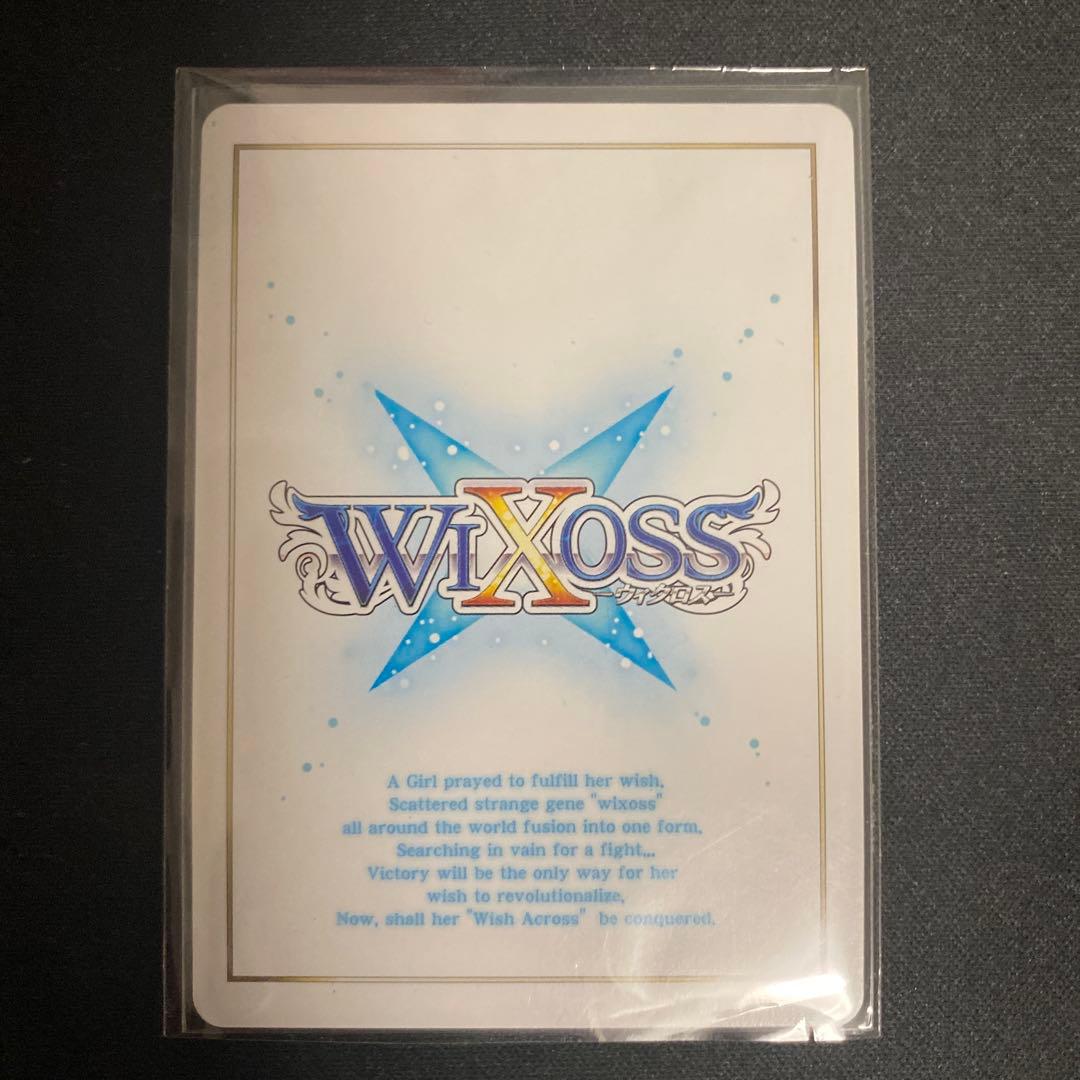 WIXOSS
ーウィクロスー
A Girl prayed to fulfill her wish,
Scattered strange gene "wixoss"
all around the world fusion into one form,
Searching in vain for a fight...
Victory will be the only way for her
wish to revolutionalize,
Now, shall her "Wish Across" be conquered.